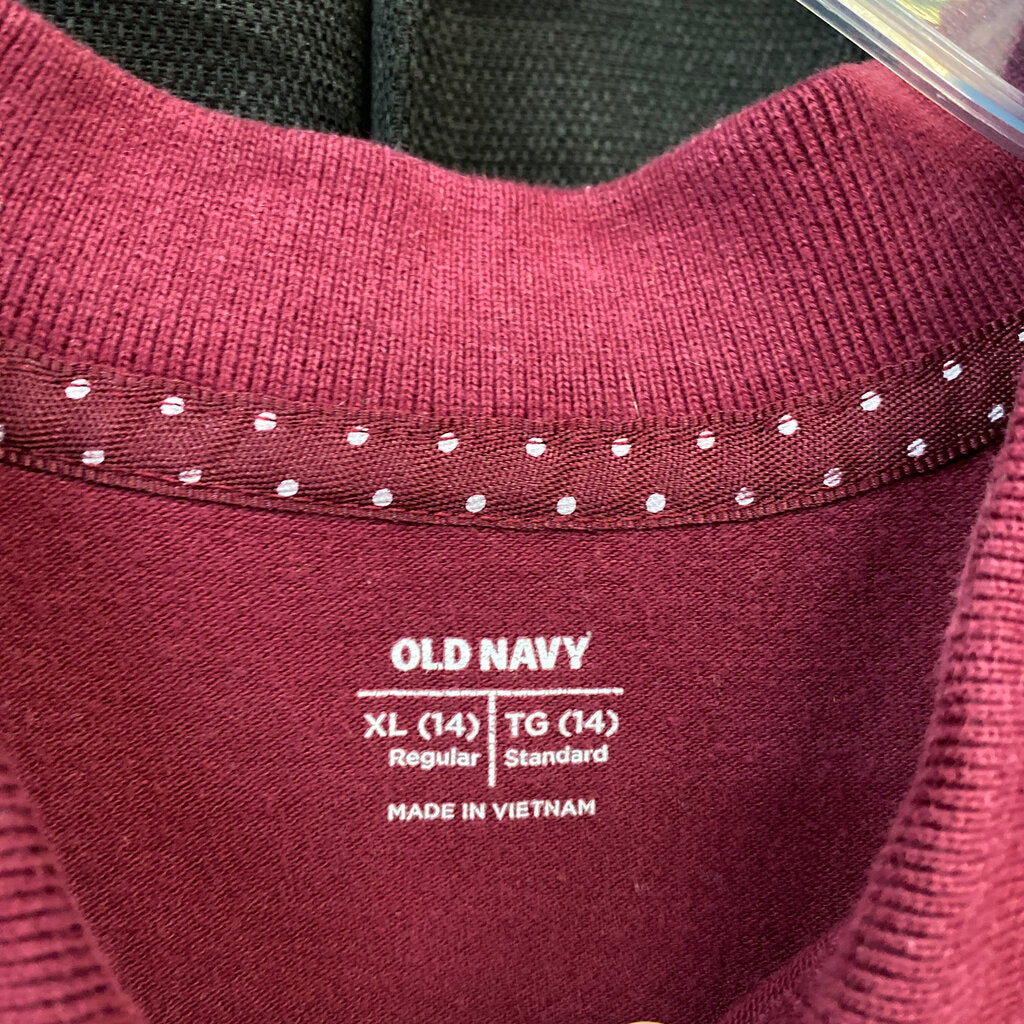 OLD NAVY
XL (14) TG (14)
Regular Standard
MADE IN VIETNAM